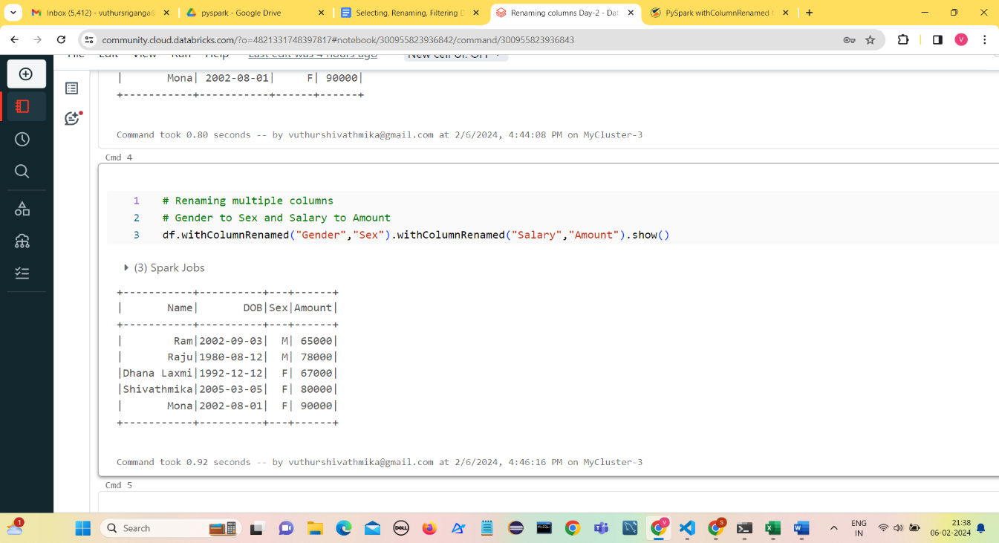 Inbox (5,412) - vuthursriganga@
pyspark - Google Drive
Selecting, Renaming, Filtering D
Renaming columns Day-2 - Dat
PySpark withColumnRenamed t
community.cloud.databricks.com/?o=4821331748397817#notebook/300955823936842/command/300955823936843
V
File Edit View Run Help Last edit was 4 hours ago New cell UI: OFF
| Mona| 2002-08-01| F| 90000|
+-----------+-----------+------+------+
Command took 0.80 seconds -- by vuthurshivathmika@gmail.com at 2/6/2024, 4:44:08 PM on MyCluster-3
Cmd 4
1 # Renaming multiple columns
2 # Gender to Sex and Salary to Amount
3 df.withColumnRenamed("Gender","Sex").withColumnRenamed("Salary","Amount").show()
(3) Spark Jobs
+-----------+----------+---+------+
| Name| DOB|Sex|Amount|
+-----------+----------+---+------+
| Ram|2002-09-03| M| 65000|
| Raju|1980-08-12| M| 78000|
|Dhana Laxmi|1992-12-12| F| 67000|
|Shivathmika|2005-03-05| F| 80000|
| Mona|2002-08-01| F| 90000|
+-----------+----------+---+------+
Command took 0.92 seconds -- by vuthurshivathmika@gmail.com at 2/6/2024, 4:46:16 PM on MyCluster-3
Cmd 5
1
Search
DELL
V
S
ENG
IN
21:38
06-02-2024